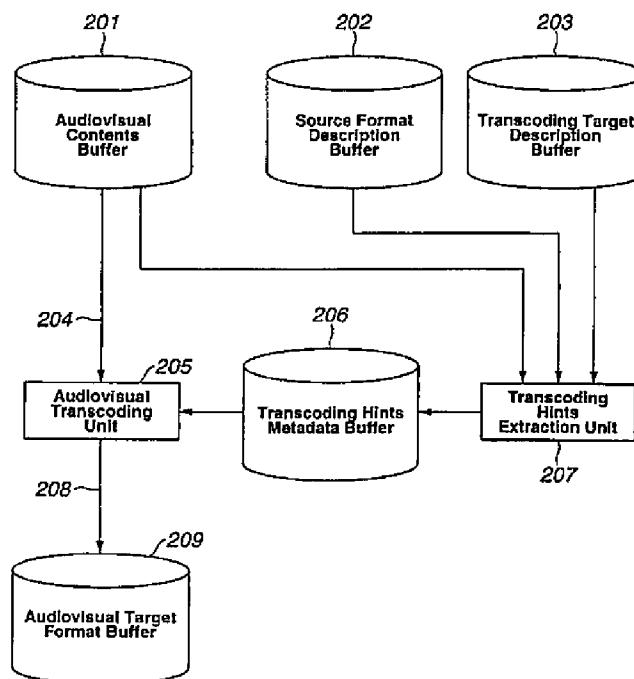 201
202
203
Audiovisual
Contents
Buffer
Source Format
Description
Buffer
Transcoding Target
Description
Buffer
204
205
206
Audiovisual
Transcoding
Unit
Transcoding Hints
Metadata Buffer
Transcoding
Hints
Extraction Unit
207
208
209
Audiovisual Target
Format Buffer